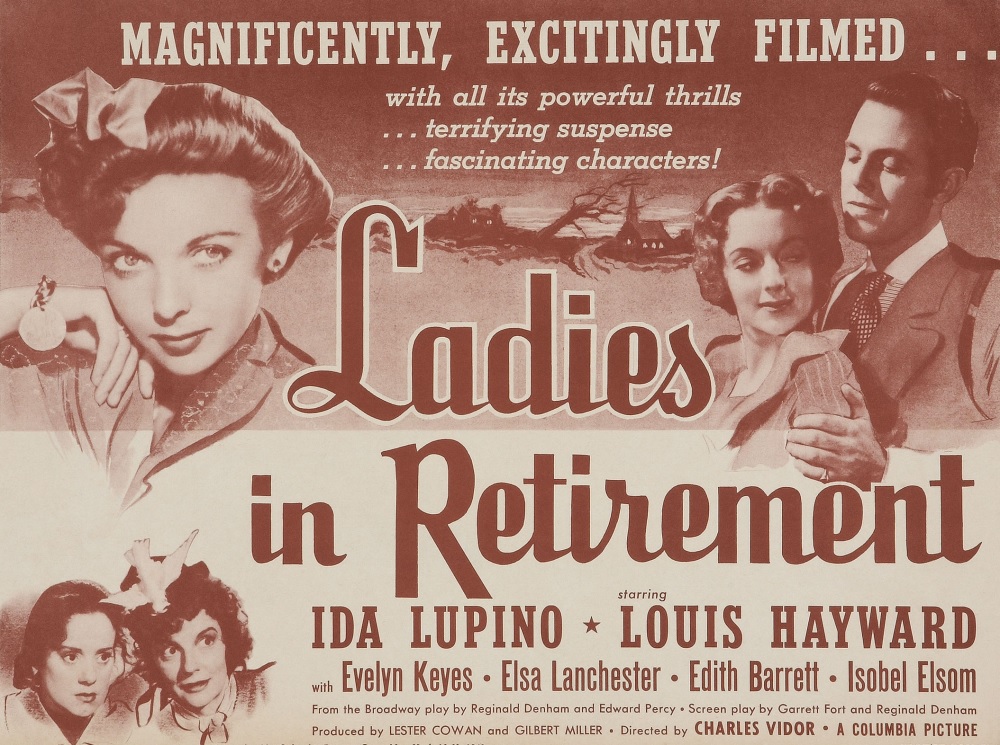 MAGNIFICENTLY, EXCITINGLY FILMED . . .
with all its powerful thrills
. . . terrifying suspense
. . . fascinating characters!
Ladies
in Retirement
starring
IDA LUPINO ★ LOUIS HAYWARD
with Evelyn Keyes • Elsa Lanchester • Edith Barrett • Isobel Elsom
From the Broadway play by Reginald Denham and Edward Percy • Screen play by Garrett Fort and Reginald Denham
Produced by LESTER COWAN and GILBERT MILLER • Directed by CHARLES VIDOR • A COLUMBIA PICTURE